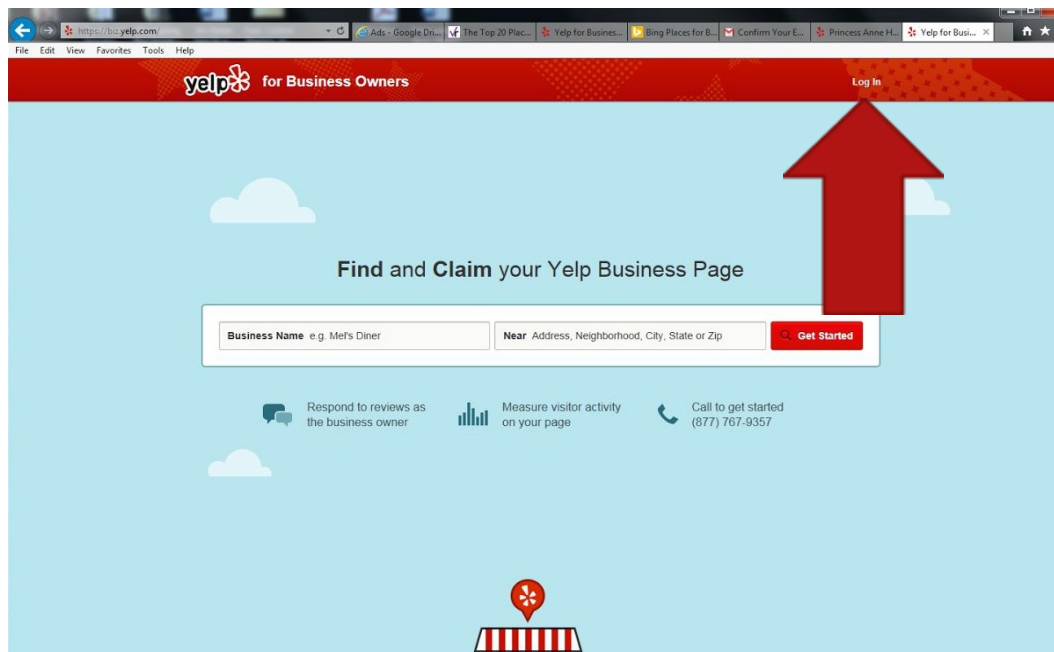 https://biz.yelp.com/
Ads - Google Dri...
The Top 20 Plac...
Yelp for Busines...
Bing Places for B...
Confirm Your E...
Princess Anne H...
Yelp for Busi...
File Edit View Favorites Tools Help
yelp for Business Owners
Log In
Find and Claim your Yelp Business Page
Business Name e.g. Mel's Diner
Near Address, Neighborhood, City, State or Zip
Get Started
Respond to reviews as
the business owner
Measure visitor activity
on your page
Call to get started
(877) 767-9357